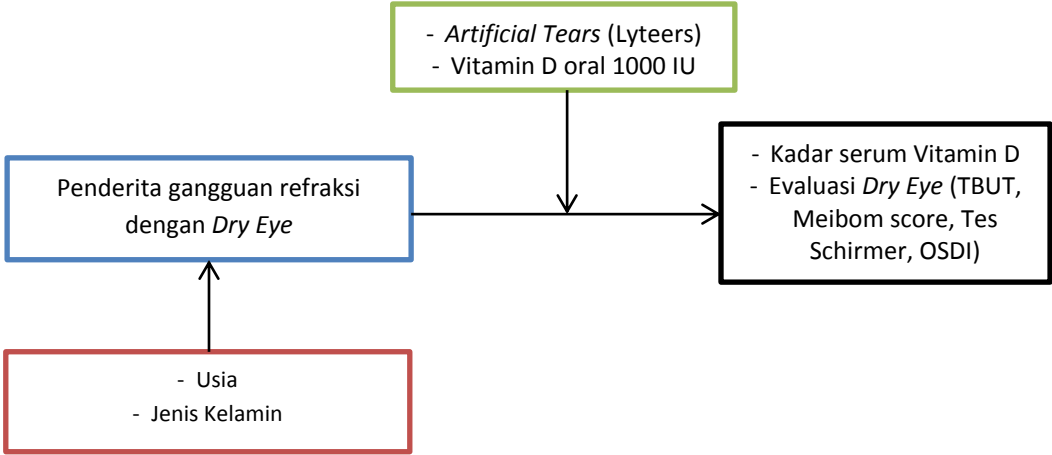 - Artificial Tears (Lyteers)
- Vitamin D oral 1000 IU
Penderita gangguan refraksi
dengan Dry Eye
- Kadar serum Vitamin D
- Evaluasi Dry Eye (TBUT,
Meibom score, Tes
Schirmer, OSDI)
- Usia
- Jenis Kelamin